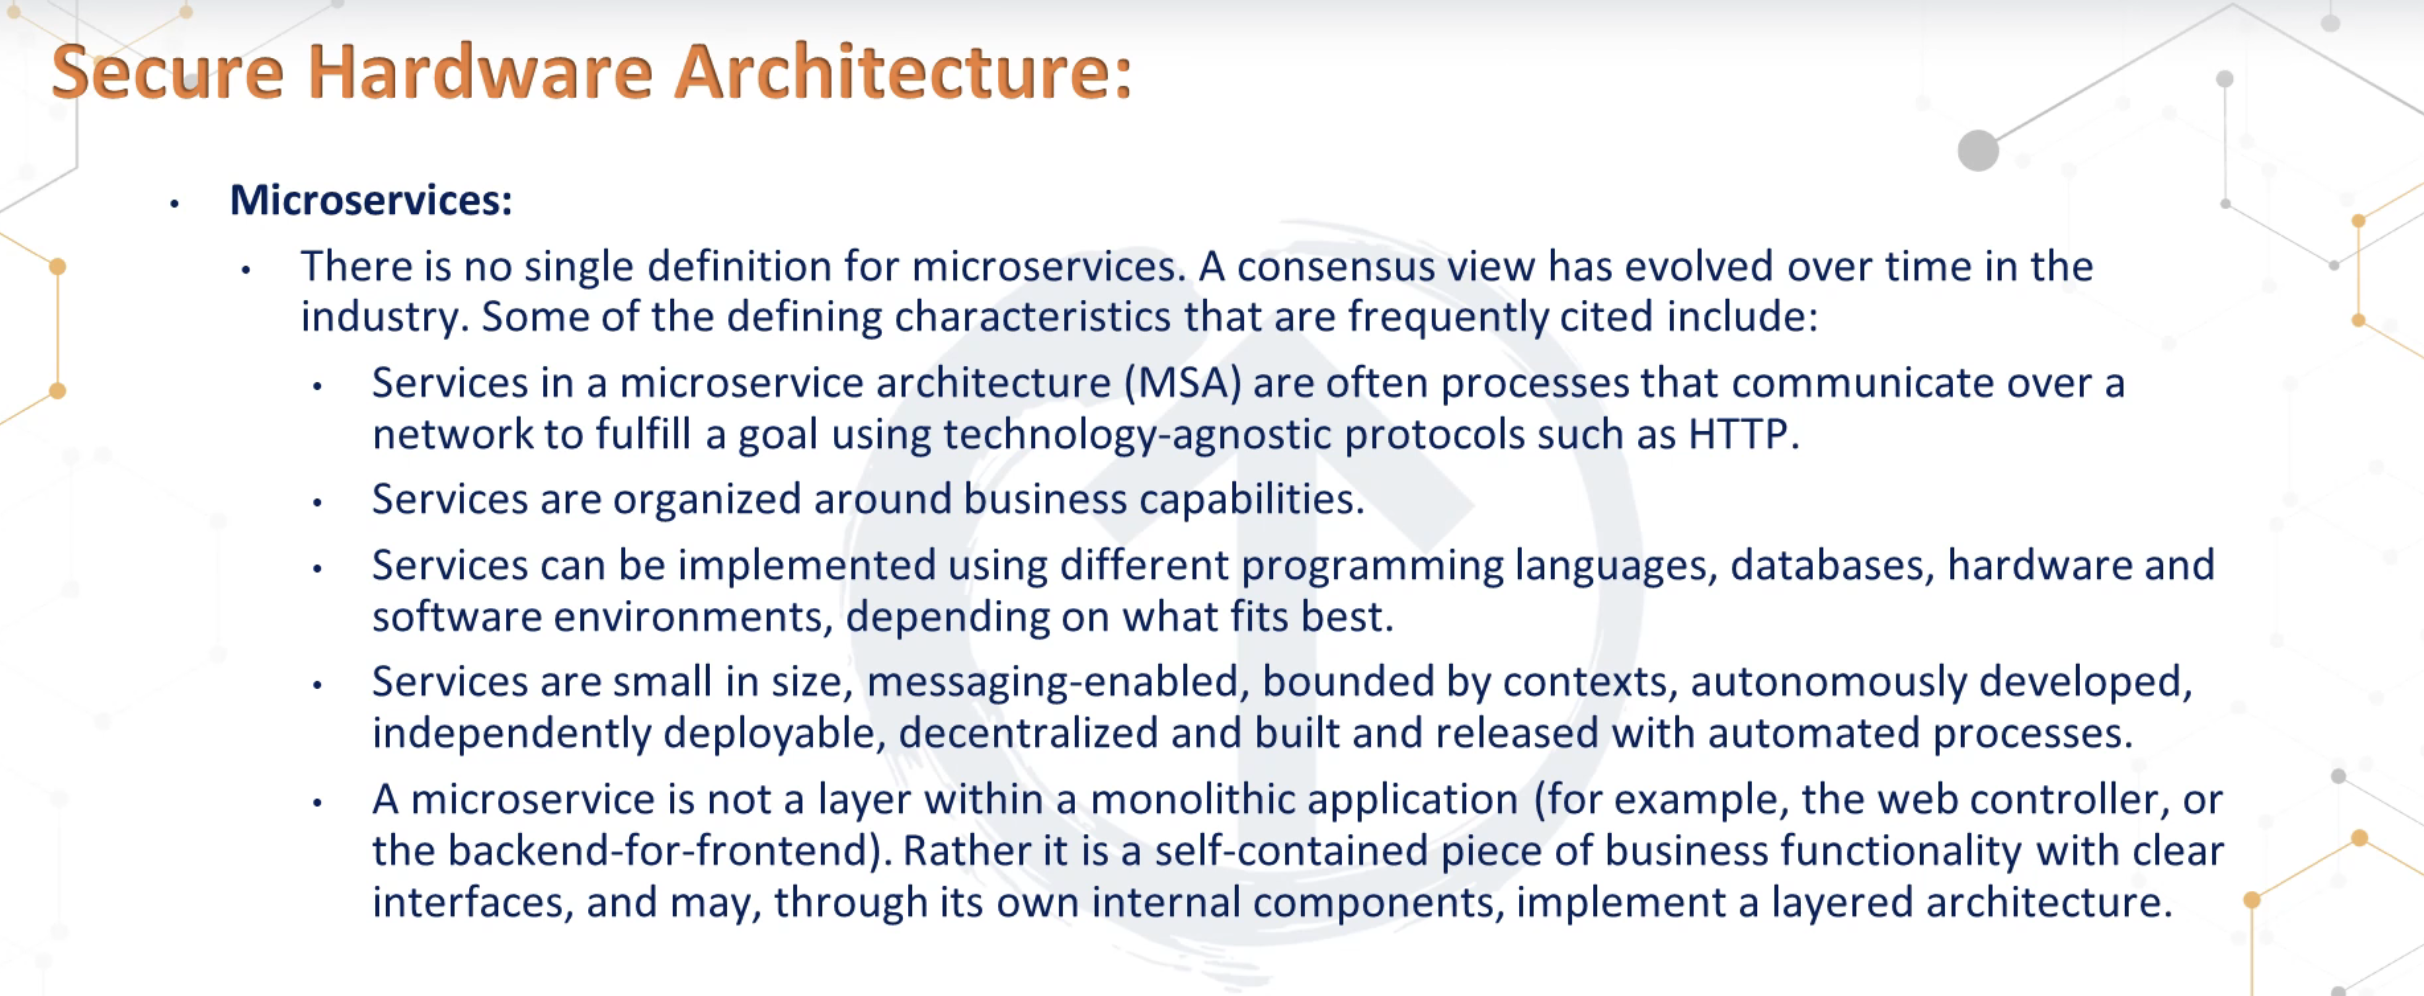 Secure Hardware Architecture:
• Microservices:
• There is no single definition for microservices. A consensus view has evolved over time in the
industry. Some of the defining characteristics that are frequently cited include:
• Services in a microservice architecture (MSA) are often processes that communicate over a
network to fulfill a goal using technology-agnostic protocols such as HTTP.
• Services are organized around business capabilities.
• Services can be implemented using different programming languages, databases, hardware and
software environments, depending on what fits best.
• Services are small in size, messaging-enabled, bounded by contexts, autonomously developed,
independently deployable, decentralized and built and released with automated processes.
• A microservice is not a layer within a monolithic application (for example, the web controller, or
the backend-for-frontend). Rather it is a self-contained piece of business functionality with clear
interfaces, and may, through its own internal components, implement a layered architecture.